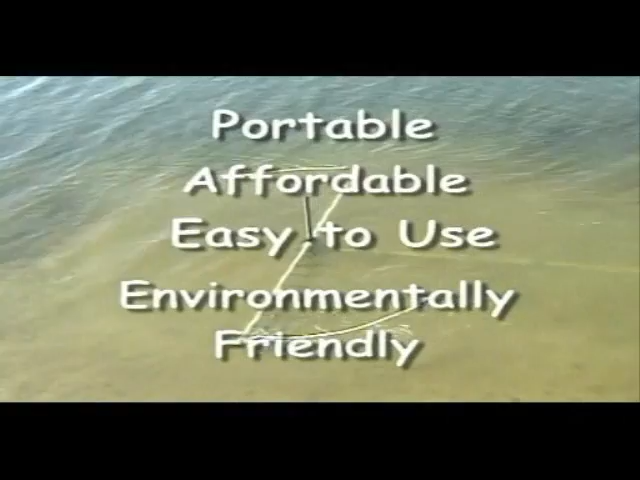 Portable
Affordable
Easy to Use
Environmentally
Friendly